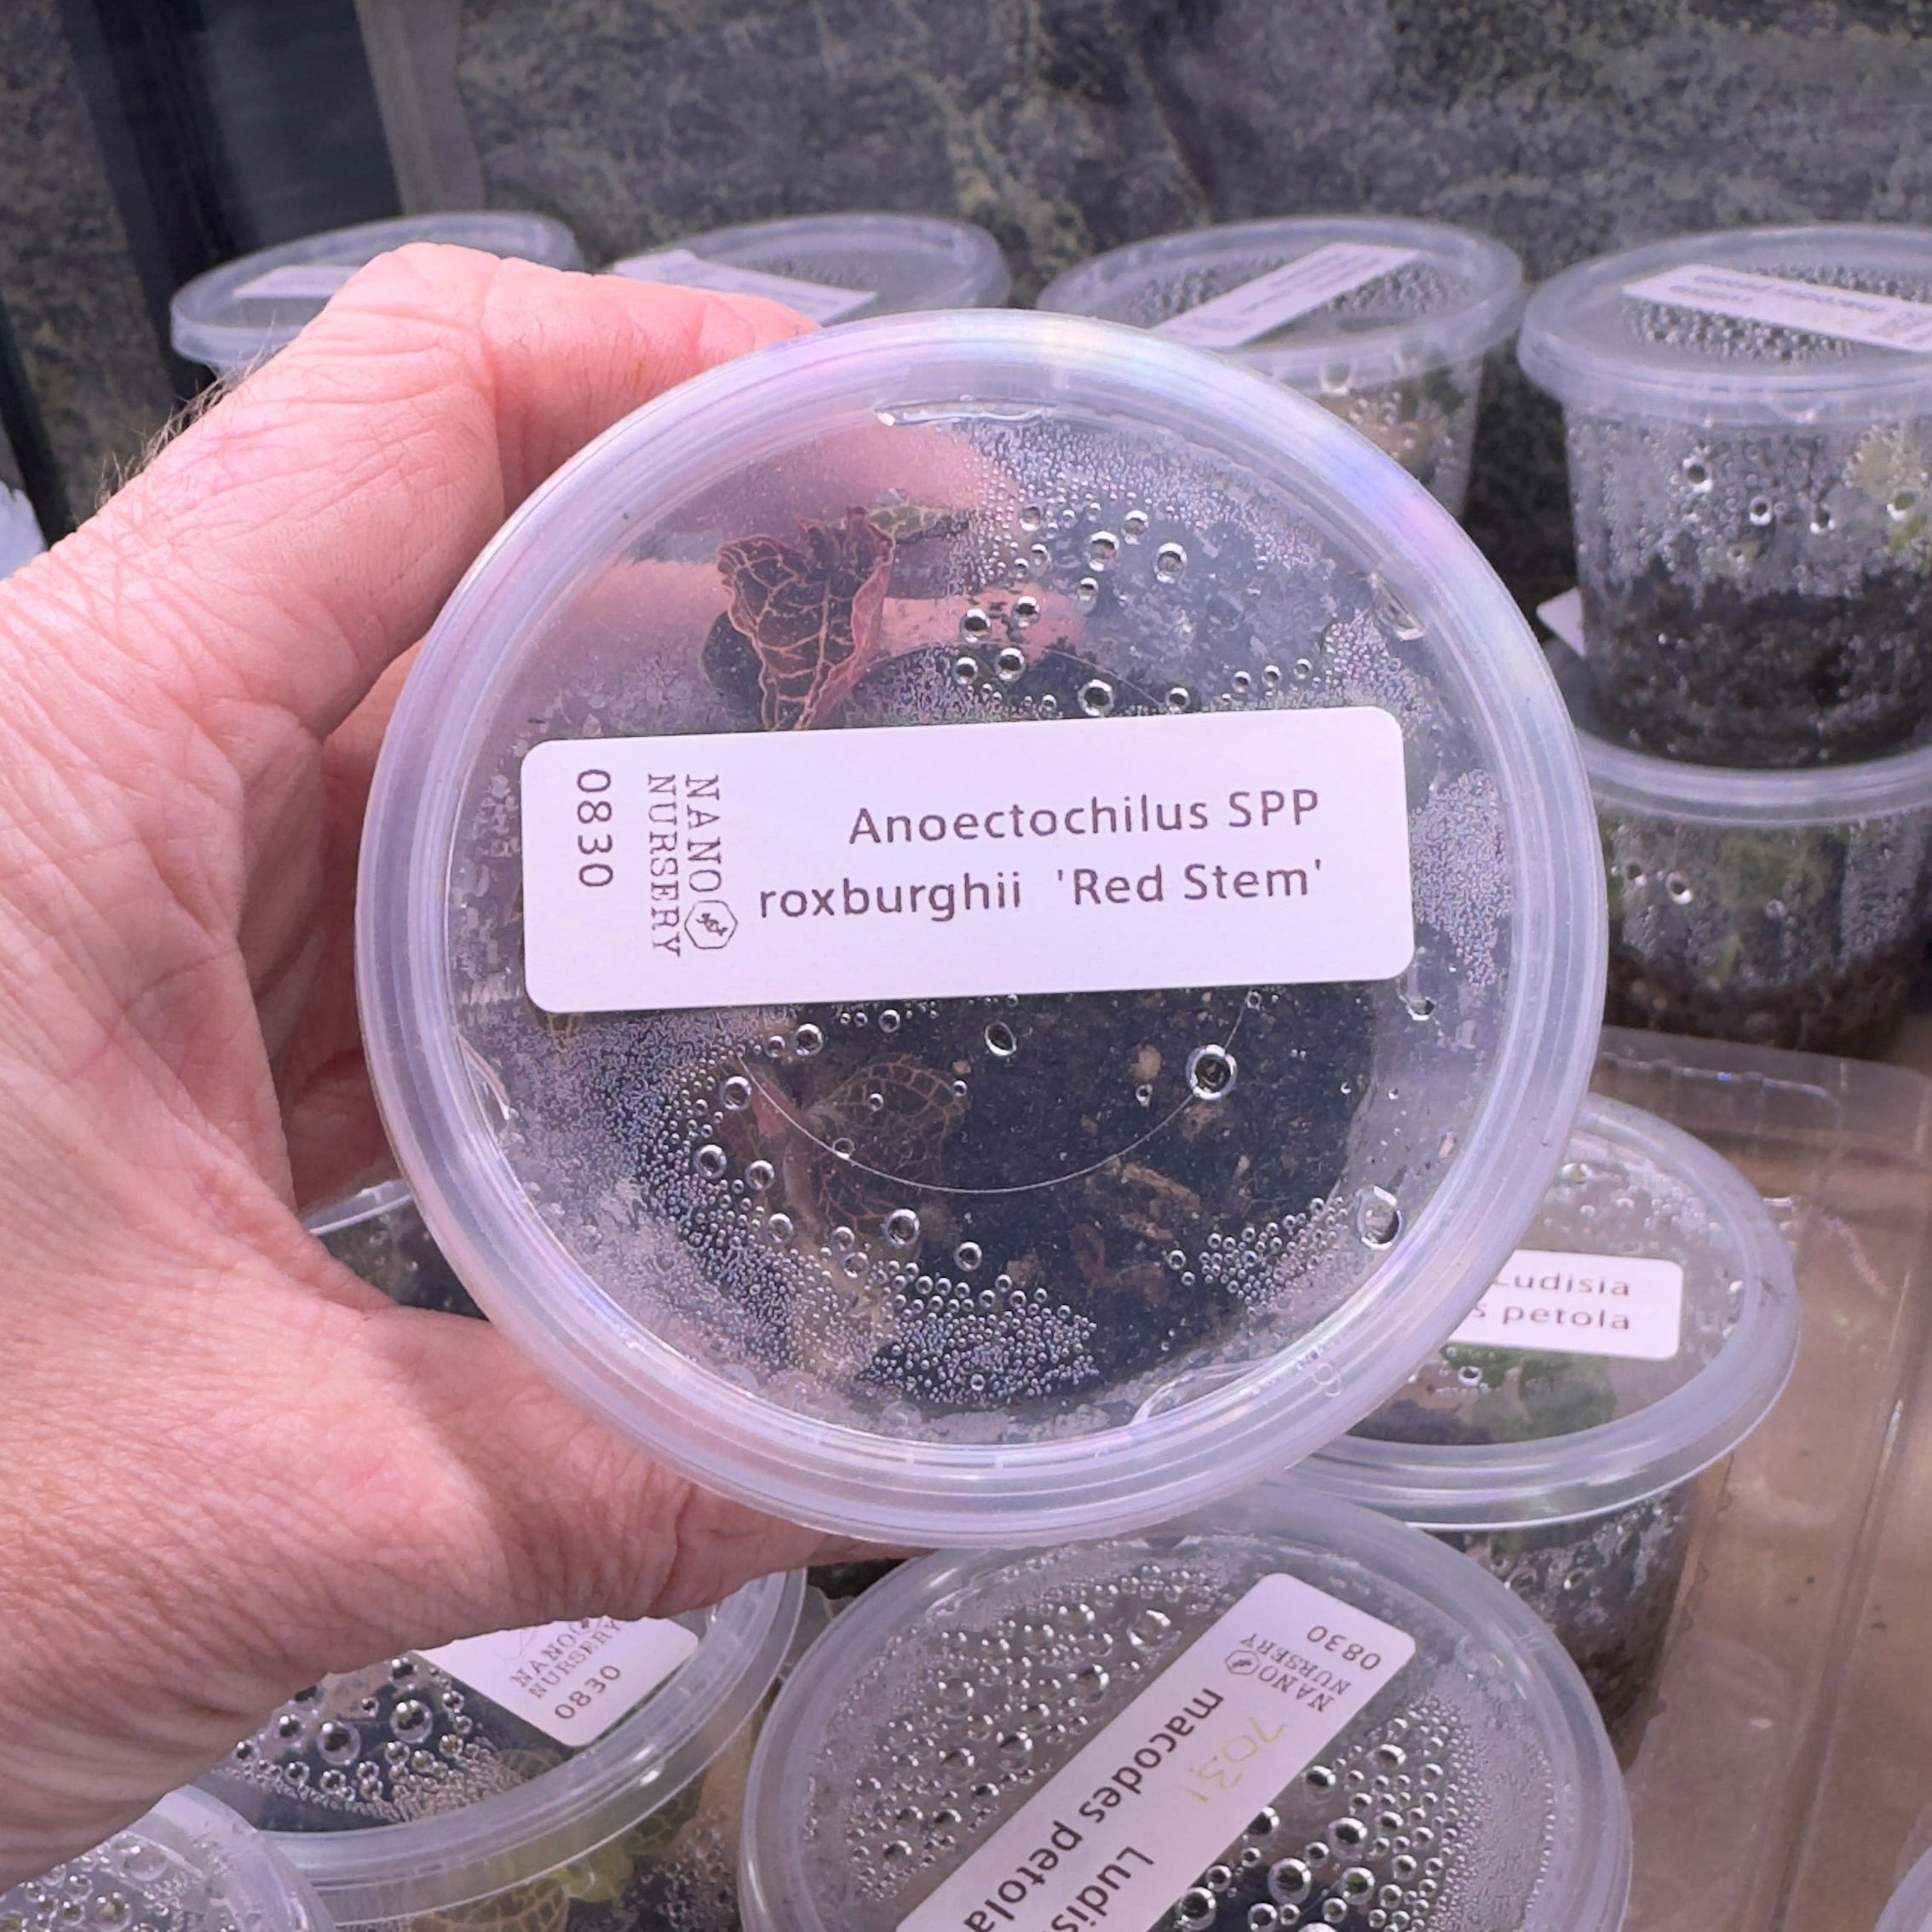 Anoectochilus SPP
roxburghii 'Red Stem'
NANO
NURSERY
0830
Ludisia
petola
NANO
NURSERY
0830
Ludis
macodes petola
7031
NANO
NURSERY
0830